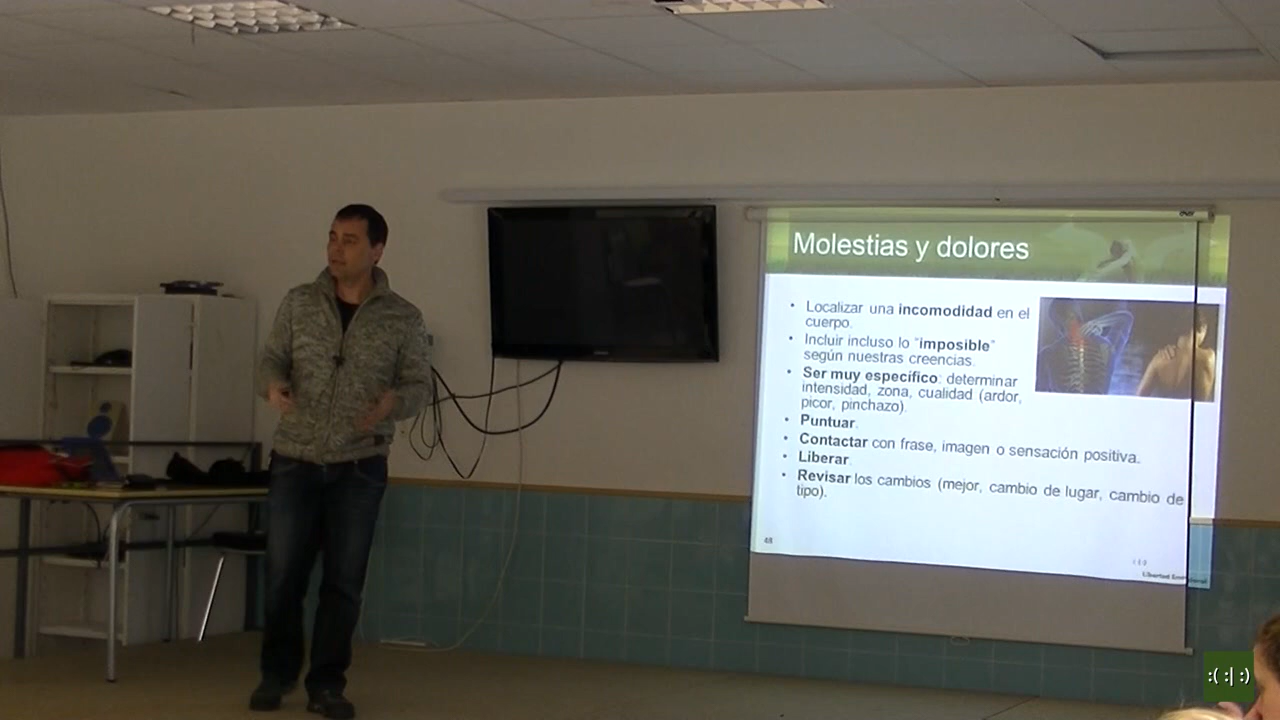 Molestias y dolores
• Localizar una incomodidad en el
cuerpo.
• Incluir incluso lo "imposible"
según nuestras creencias.
• Ser muy específico: determinar
intensidad, zona, cualidad (ardor,
picor, pinchazo).
• Puntuar.
• Contactar con frase, imagen o sensación positiva.
• Liberar.
• Revisar los cambios (mejor, cambio de lugar, cambio de
tipo).
48
Libertad Emocional
:( :| :)